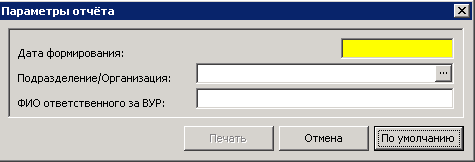 Параметры отчёта
Дата формирования:
Подразделение/Организация:
ФИО ответственного за ВУР:
Печать Отмена По умолчанию